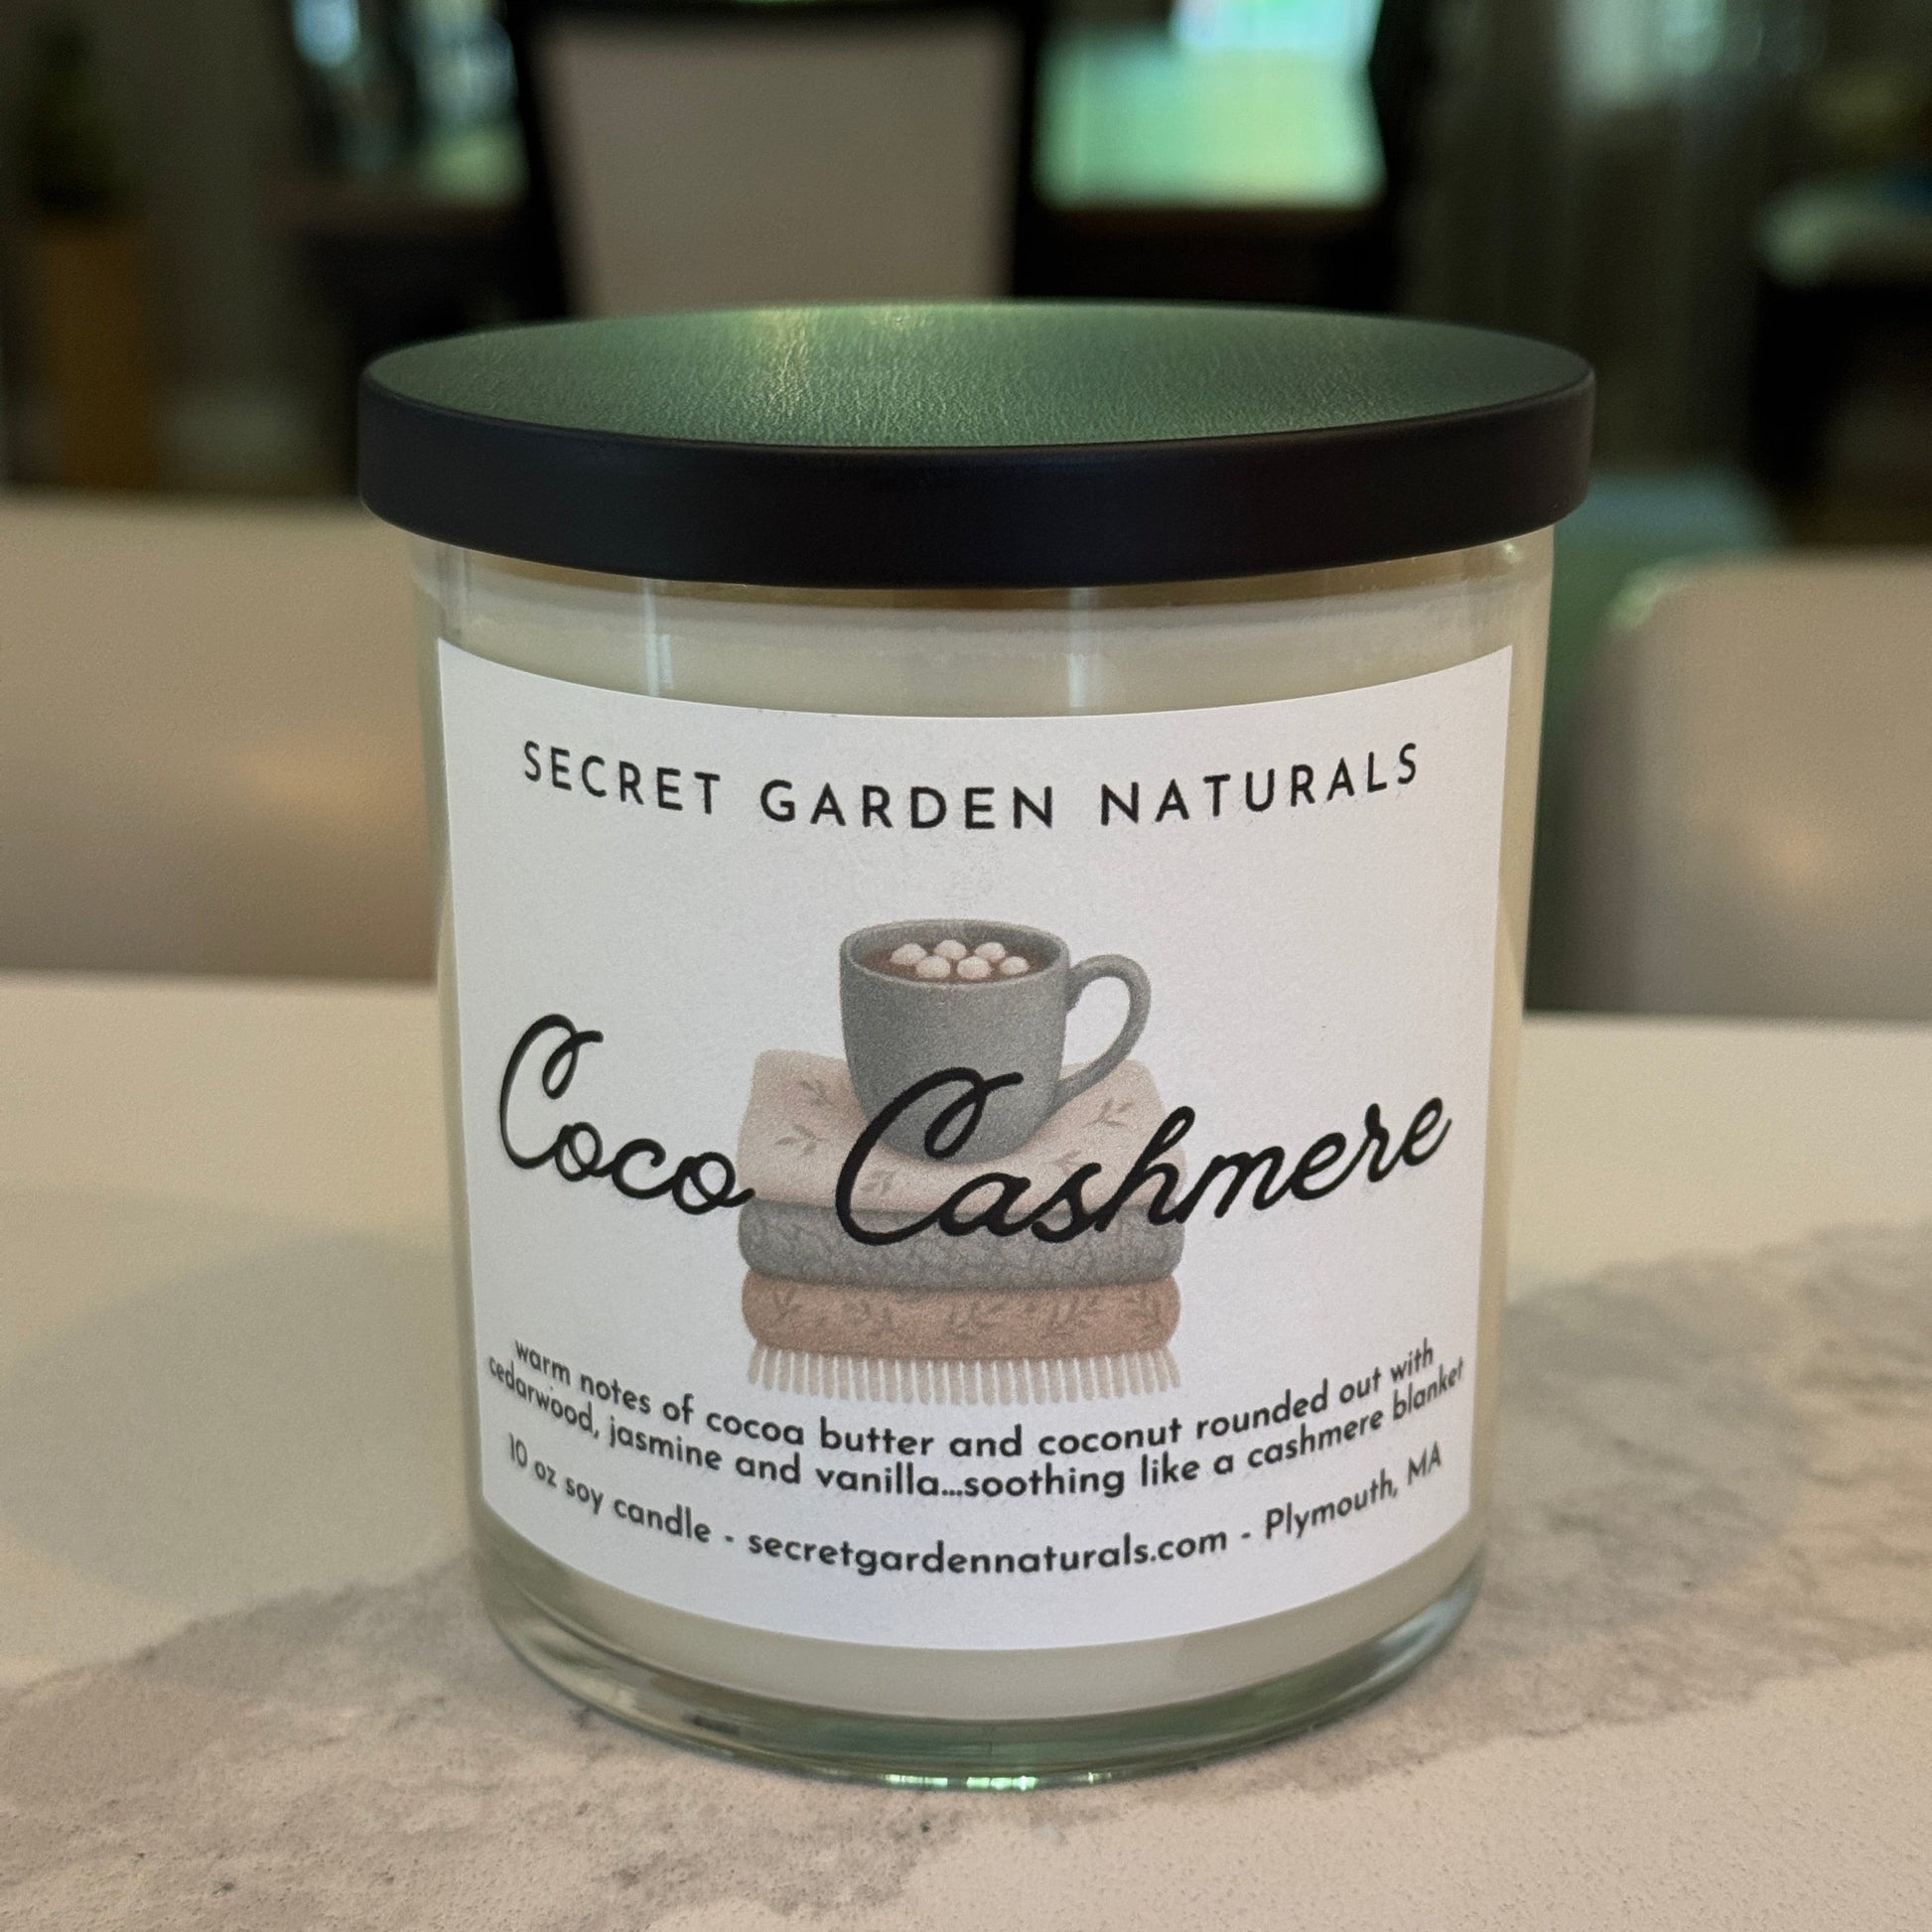 SECRET GARDEN NATURALS
Coco Cashmere
warm notes of cocoa butter and coconut rounded out with
cedarwood, jasmine and vanilla...soothing like a cashmere blanket
10 oz soy candle - secretgardennaturals.com - Plymouth, MA